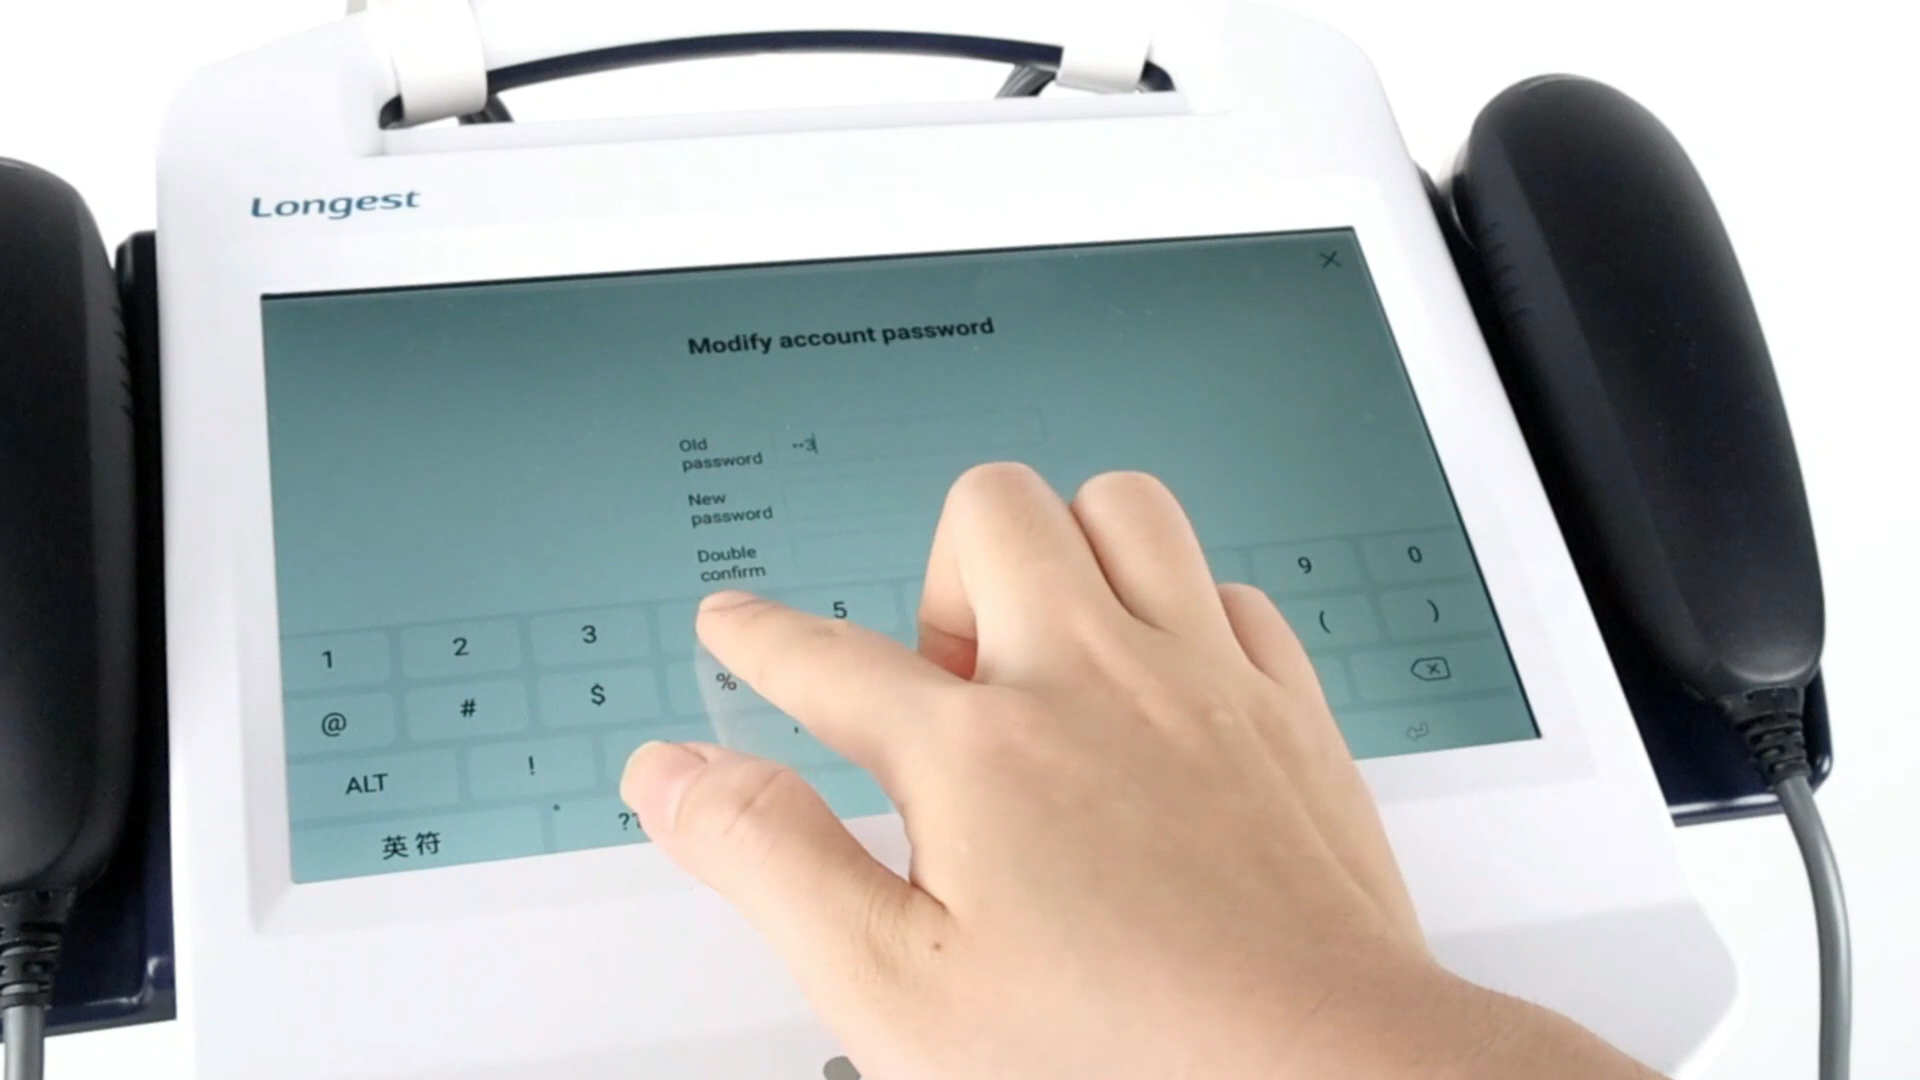 Longest
×
Modify account password
Old
password
••3
New
password
Double
confirm
1 2 3 5 9 0
@ # $ % ' ( )
ALT !
英符